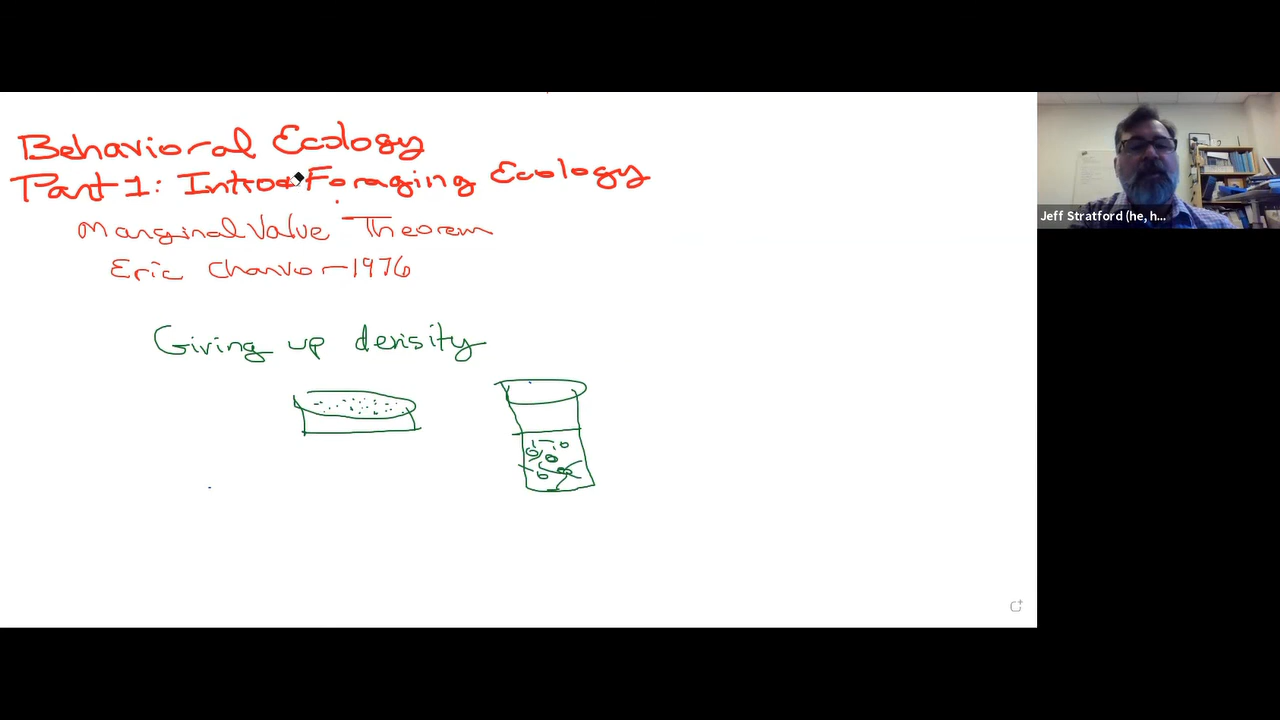 Behavioral Ecology
Part 1: Intro Foraging Ecology
Marginal Value Theorem
Eric Charnov - 1976
Giving up density
Jeff Stratford (he, h...